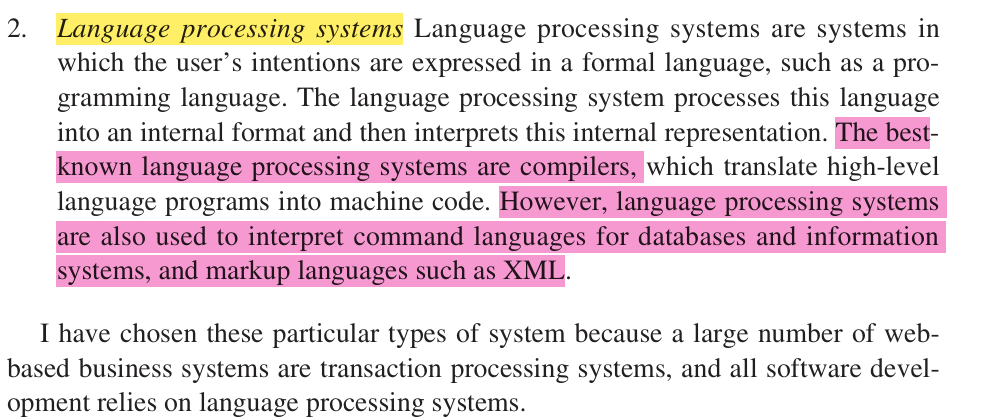 2. Language processing systems Language processing systems are systems in
which the user’s intentions are expressed in a formal language, such as a pro-
gramming language. The language processing system processes this language
into an internal format and then interprets this internal representation. The best-
known language processing systems are compilers, which translate high-level
language programs into machine code. However, language processing systems
are also used to interpret command languages for databases and information
systems, and markup languages such as XML.
I have chosen these particular types of system because a large number of web-
based business systems are transaction processing systems, and all software devel-
opment relies on language processing systems.